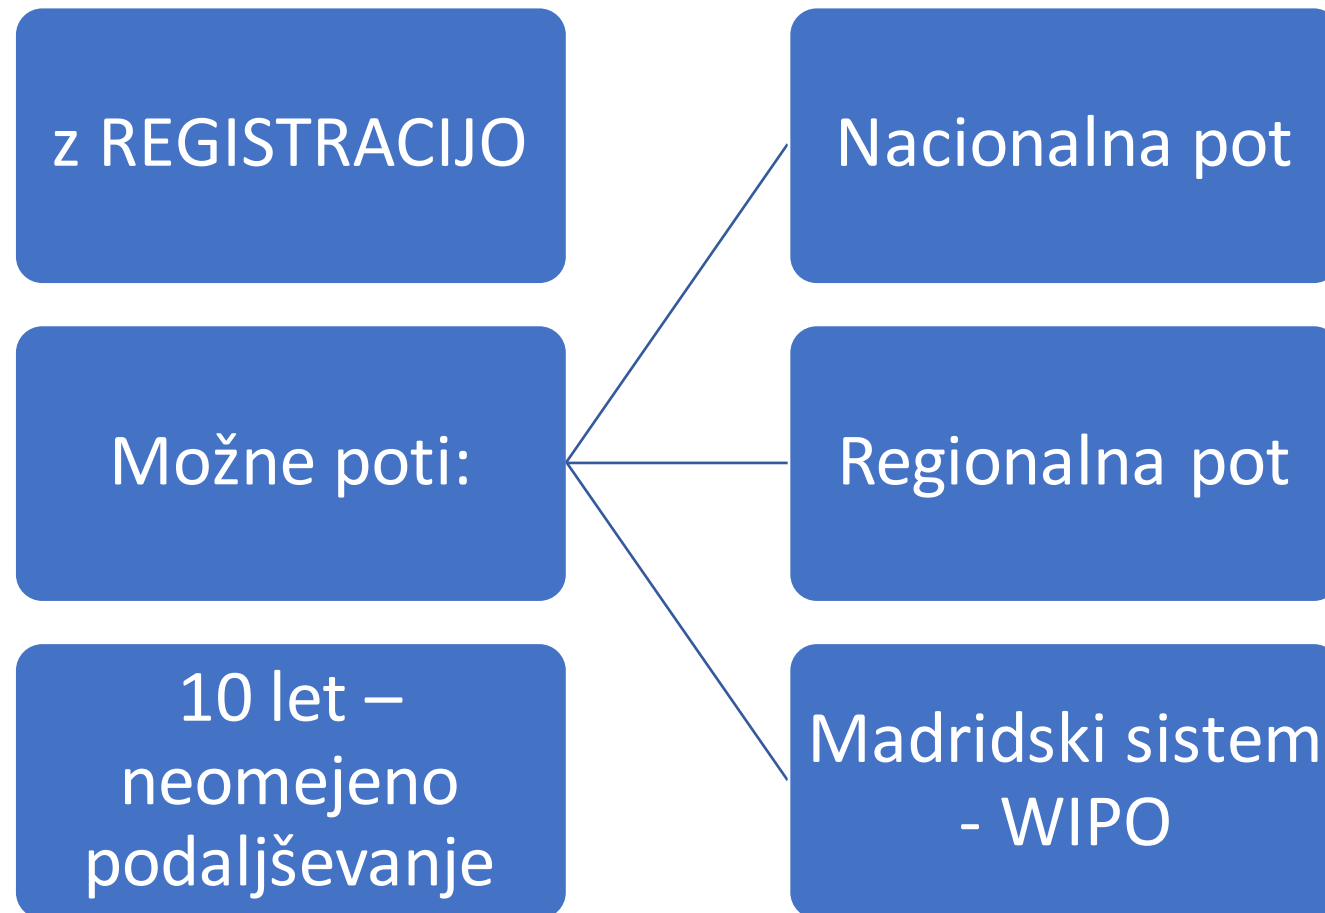 z REGISTRACIJO
Možne poti:
10 let –
neomejeno
podaljševanje
Nacionalna pot
Regionalna pot
Madridski sistem
- WIPO